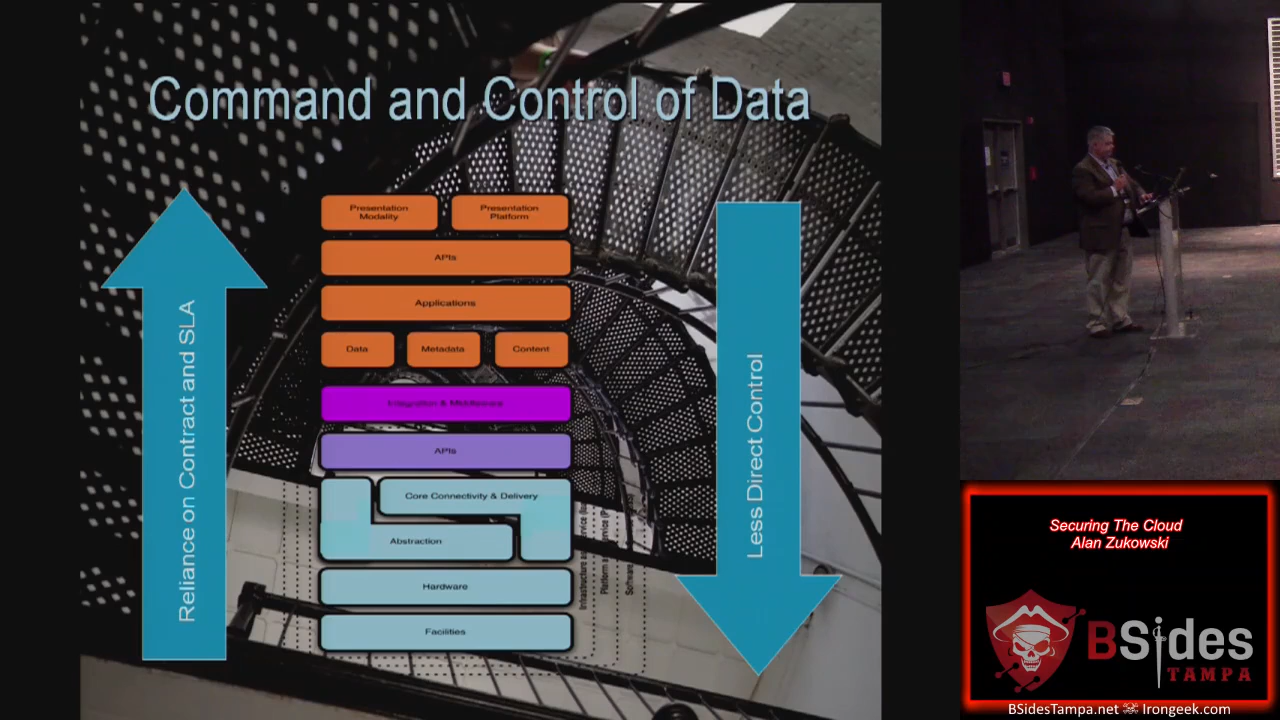 Command and Control of Data
Reliance on Contract and SLA
Presentation
Modality
Presentation
Platform
APIs
Applications
Data
Metadata
Content
Integration & Middleware
APIs
Core Connectivity & Delivery
Abstraction
Hardware
Facilities
Less Direct Control
Securing The Cloud
Alan Zukowski
BSides
TAMPA
BSidesTampa.net
Irongeek.com